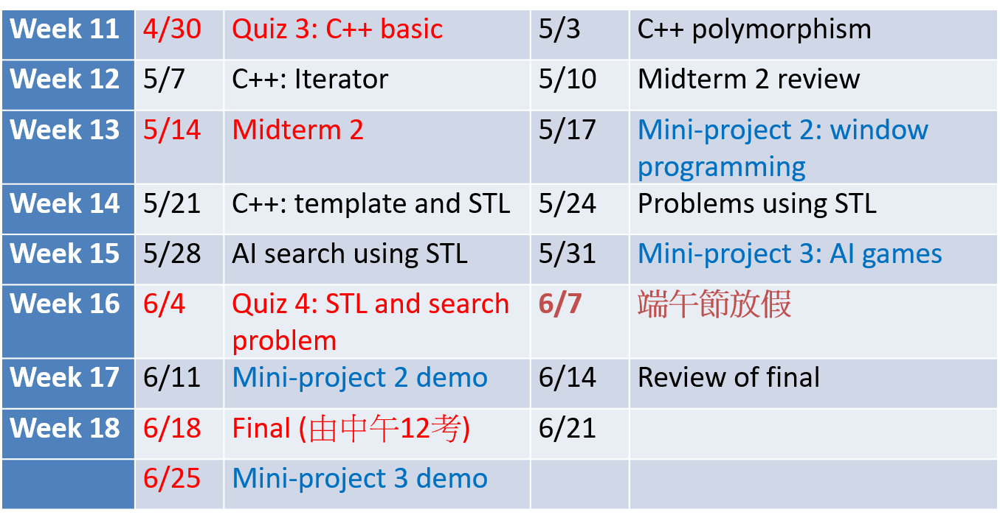 Week 11 4/30 Quiz 3: C++ basic 5/3 C++ polymorphism
Week 12 5/7 C++: Iterator 5/10 Midterm 2 review
Week 13 5/14 Midterm 2 5/17 Mini-project 2: window
programming
Week 14 5/21 C++: template and STL 5/24 Problems using STL
Week 15 5/28 AI search using STL 5/31 Mini-project 3: AI games
Week 16 6/4 Quiz 4: STL and search 6/7 端午節放假
problem
Week 17 6/11 Mini-project 2 demo 6/14 Review of final
Week 18 6/18 Final (由中午12考) 6/21
6/25 Mini-project 3 demo